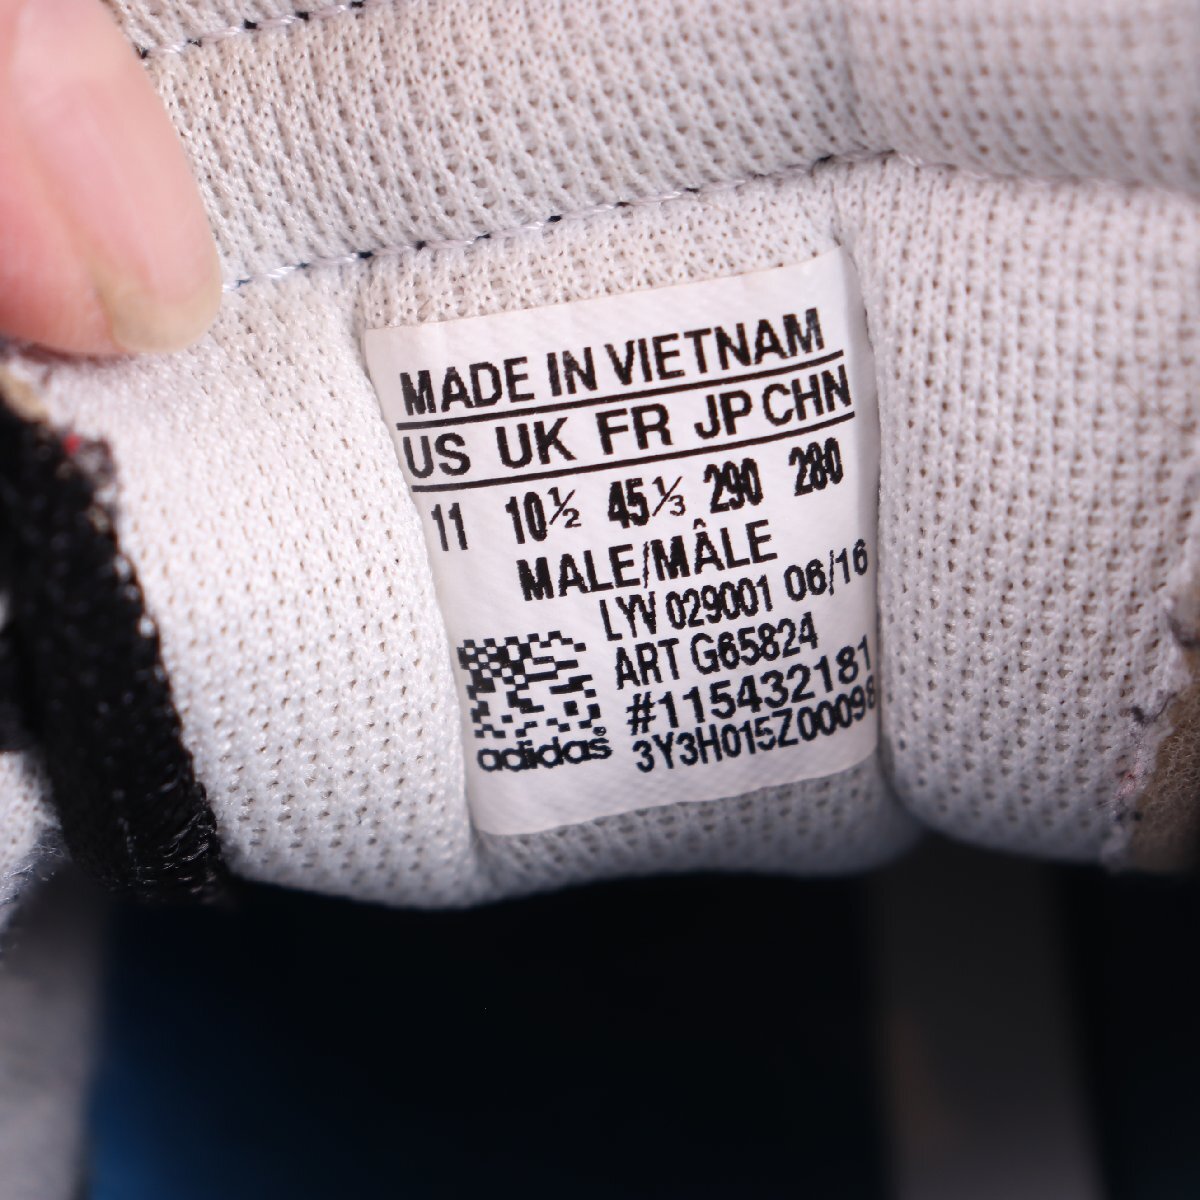 MADE IN VIETNAM
US UK FR JP CHN
11 10½ 45⅓ 290 280
MALE/MÂLE
LYV 029001 06/16
ART G65824
#115432181
adidas® 3Y3H015Z00098